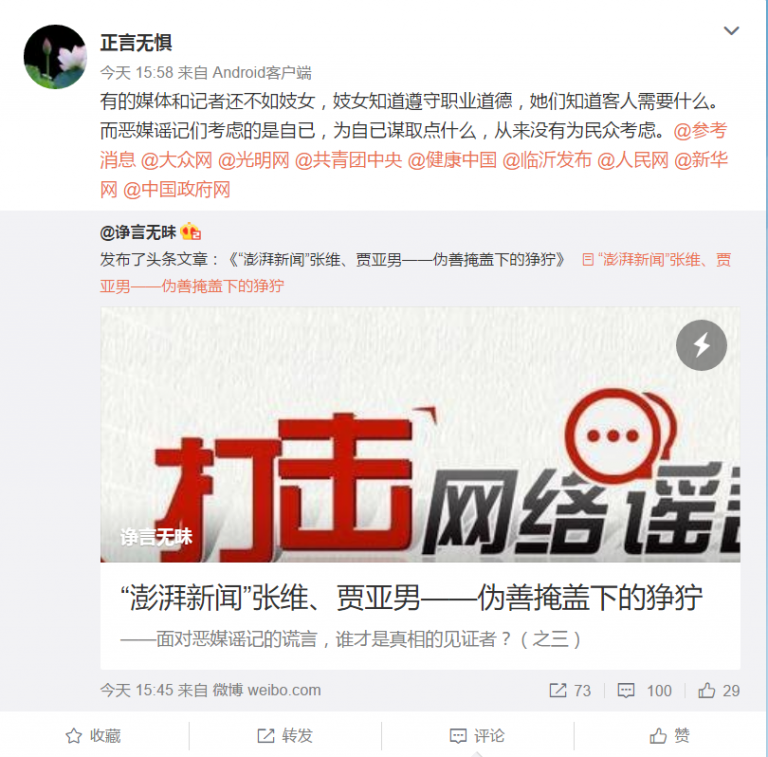 正言无惧
今天 15:58 来自 Android客户端
有的媒体和记者还不如妓女，妓女知道遵守职业道德，她们知道客人需要什么。
而恶媒谣记们考虑的是自已，为自已谋取点什么，从来没有为民众考虑。@参考
消息 @大众网 @光明网 @共青团中央 @健康中国 @临沂发布 @人民网 @新华
网 @中国政府网
@诤言无昧
发布了头条文章：《“澎湃新闻”张维、贾亚男——伪善掩盖下的狰狞》 “澎湃新闻”张维、贾
亚男——伪善掩盖下的狰狞
打击网络谣
诤言无昧
“澎湃新闻”张维、贾亚男——伪善掩盖下的狰狞
——面对恶媒谣记的谎言，谁才是真相的见证者？（之三）
今天 15:45 来自 微博 weibo.com 73 100 29
收藏 转发 评论 赞